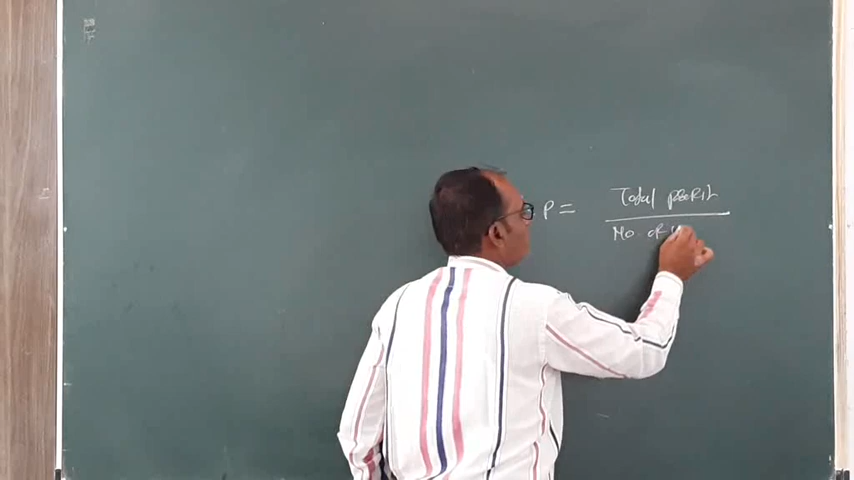 P = Total profit
No. of